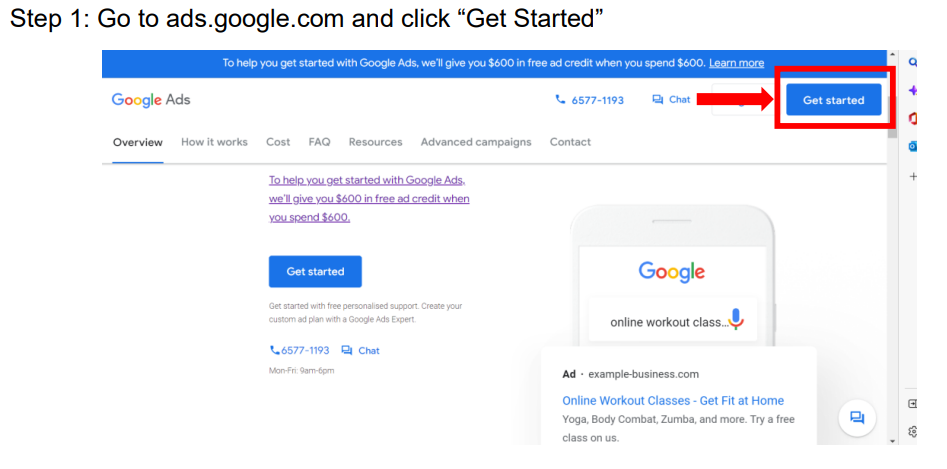 Step 1: Go to ads.google.com and click “Get Started”
To help you get started with Google Ads, we'll give you $600 in free ad credit when you spend $600. Learn more
Google Ads
6577-1193
Chat
Get started
Overview How it works Cost FAQ Resources Advanced campaigns Contact
To help you get started with Google Ads,
we'll give you $600 in free ad credit when
you spend $600.
Get started
Get started with free personalised support. Create your
custom ad plan with a Google Ads Expert.
6577-1193 Chat
Mon-Fri: 9am-6pm
Google
online workout class...
Ad · example-business.com
Online Workout Classes - Get Fit at Home
Yoga, Body Combat, Zumba, and more. Try a free
class on us.